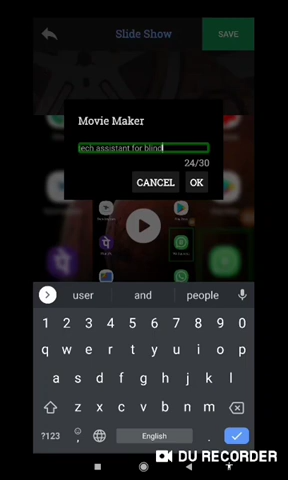 Slide Show
SAVE
Movie Maker
ech assistant for blind
24/30
CANCEL
OK
user
and
people
1 2 3 4 5 6 7 8 9 0
q w e r t y u i o p
a s d f g h j k l
z x c v b n m
?123
,
English
.
DU RECORDER